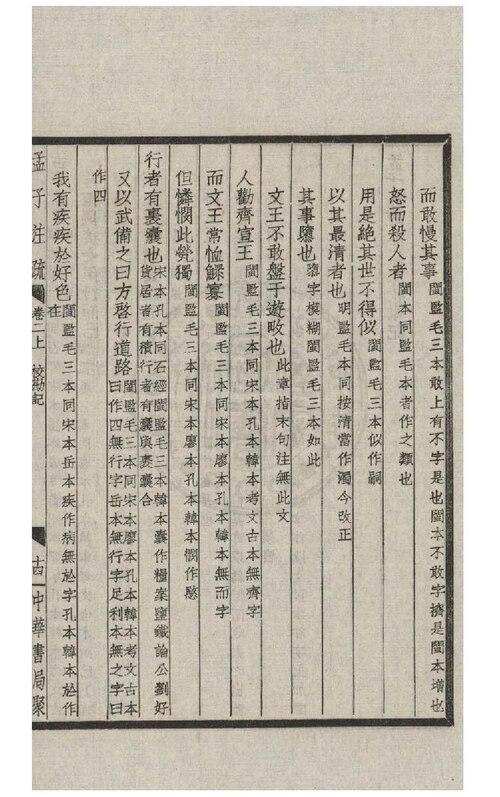 而敢慢其事閩監毛三本敢上有不字是也閩本不敢字擠是閩本增也
怒而殺人者閩本同監毛本者作之類也
用是絕其世不得似閩監毛三本似作嗣
以其最清者也明監毛本同按清當作濁今改正
其事墮也墮字模糊閩監毛三本如此
文王不敢盤于遊畋也此章指末句注無此文
人勸齊宣王閩監毛三本同宋本孔本韓本考文古本無齊字
而文王常恤鰥寡閩監毛三本同宋本廖本孔本韓本無而字
但憐憫此煢獨閩監毛三本同宋本廖本孔本韓本憫作愍
行者有裹囊也宋本孔本同石經閩監毛三本韓本囊作糧案鹽鐵論公劉好
貨居者有積行者有囊與裹囊合
又以武備之曰方啓行道路閩監毛三本同宋本廖本孔本韓本考文古本
曰作四無行字岳本無行字足利本無之字曰
作四
我有疾疾於好色閩監毛三本同宋本岳本疾作病無於字孔本韓本於作
在
孟子注疏 卷二上 校勘記
古一中華書局聚